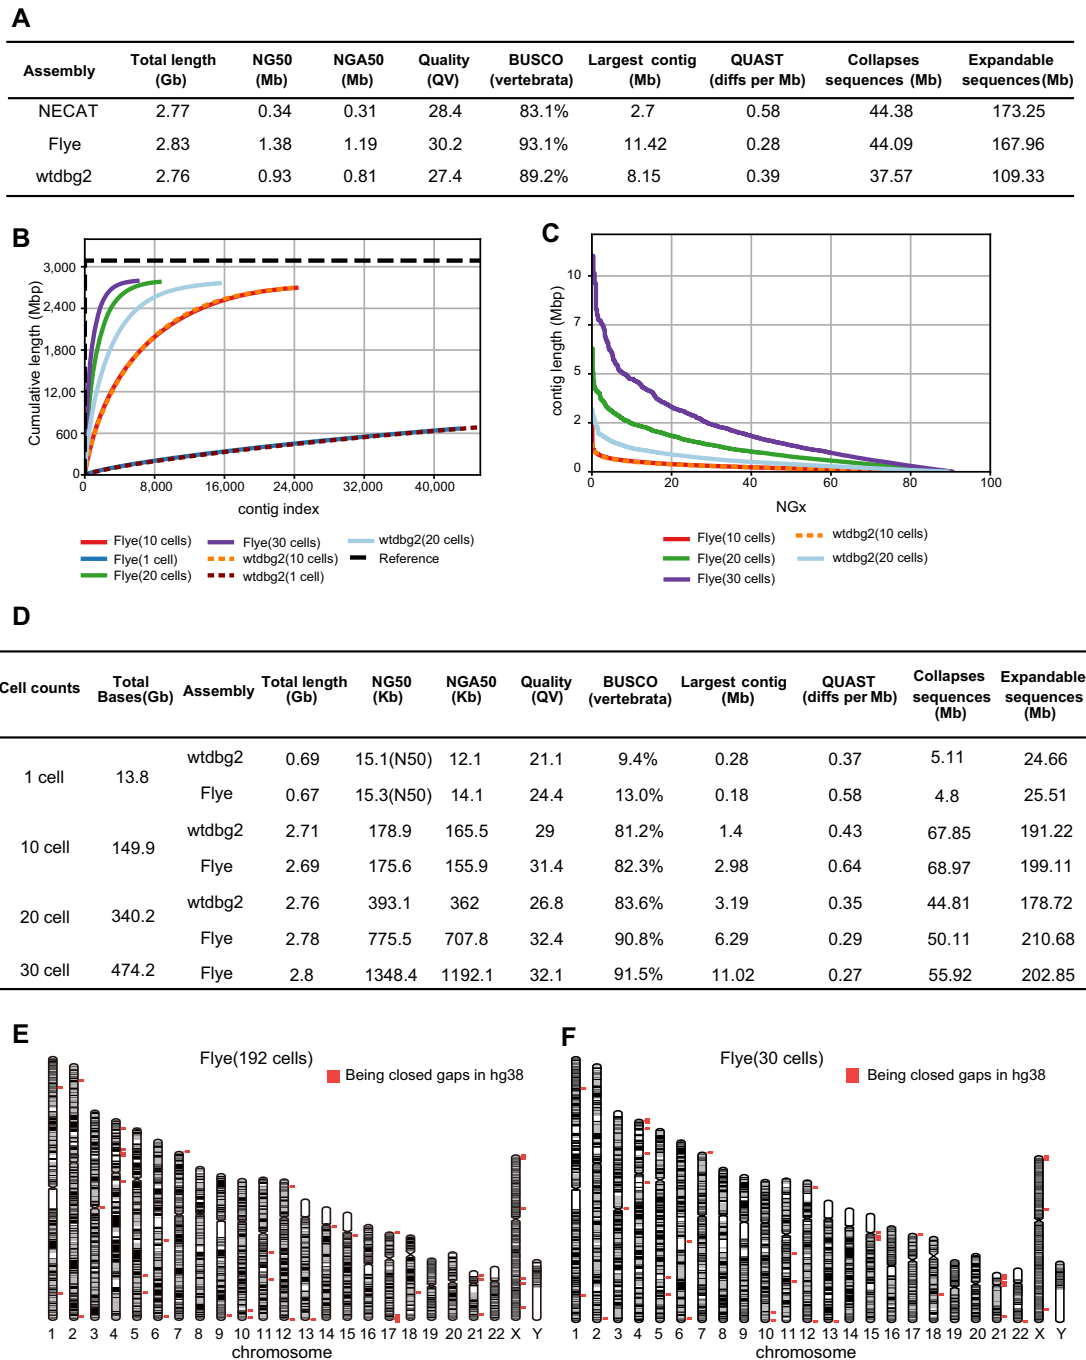 A
Assembly Total length (Gb) NG50 (Mb) NGA50 (Mb) Quality (QV) BUSCO (vertebrata) Largest contig (Mb) QUAST (diffs per Mb) Collapses sequences (Mb) Expandable sequences(Mb)
NECAT 2.77 0.34 0.31 28.4 83.1% 2.7 0.58 44.38 173.25
Flye 2.83 1.38 1.19 30.2 93.1% 11.42 0.28 44.09 167.96
wtdbg2 2.76 0.93 0.81 27.4 89.2% 8.15 0.39 37.57 109.33
B
Cumulative length (Mbp)
3,000
2,400
1,800
12,00
600
0
0 8,000 16,000 24,000 32,000 40,000
contig index
Flye(10 cells) Flye(30 cells) wtdbg2(20 cells)
Flye(1 cell) wtdbg2(10 cells) Reference
Flye(20 cells) wtdbg2(1 cell)
C
contig length (Mbp)
10
7
5
2
0
0 20 40 60 80 100
NGx
Flye(10 cells) wtdbg2(10 cells)
Flye(20 cells) wtdbg2(20 cells)
Flye(30 cells)
D
Cell counts Total Bases(Gb) Assembly Total length (Gb) NG50 (Kb) NGA50 (Kb) Quality (QV) BUSCO (vertebrata) Largest contig (Mb) QUAST (diffs per Mb) Collapses sequences (Mb) Expandable sequences (Mb)
1 cell 13.8 wtdbg2 0.69 15.1(N50) 12.1 21.1 9.4% 0.28 0.37 5.11 24.66
Flye 0.67 15.3(N50) 14.1 24.4 13.0% 0.18 0.58 4.8 25.51
10 cell 149.9 wtdbg2 2.71 178.9 165.5 29 81.2% 1.4 0.43 67.85 191.22
Flye 2.69 175.6 155.9 31.4 82.3% 2.98 0.64 68.97 199.11
20 cell 340.2 wtdbg2 2.76 393.1 362 26.8 83.6% 3.19 0.35 44.81 178.72
Flye 2.78 775.5 707.8 32.4 90.8% 6.29 0.29 50.11 210.68
30 cell 474.2 Flye 2.8 1348.4 1192.1 32.1 91.5% 11.02 0.27 55.92 202.85
E
Flye(192 cells)
Being closed gaps in hg38
1 2 3 4 5 6 7 8 9 10 11 12 13 14 15 16 17 18 19 20 21 22 X Y
chromosome
F
Flye(30 cells)
Being closed gaps in hg38
1 2 3 4 5 6 7 8 9 10 11 12 13 14 15 16 17 18 19 20 21 22 X Y
chromosome